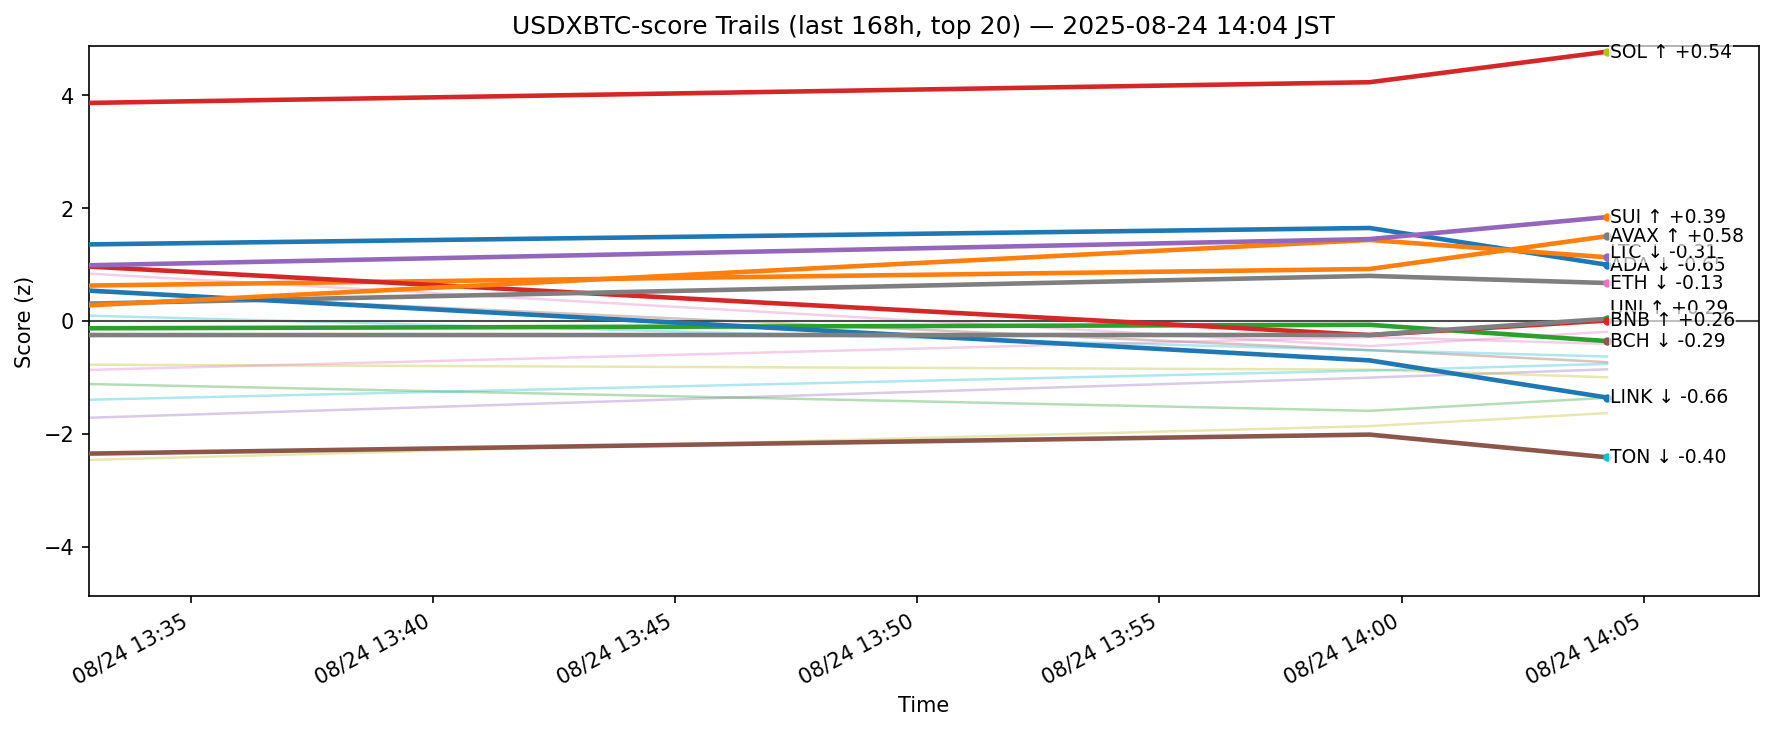 USDXBTC-score Trails (last 168h, top 20) — 2025-08-24 14:04 JST
Score (z)
4
2
0
−2
−4
SOL ↑ +0.54
SUI ↑ +0.39
AVAX ↑ +0.58
LTC ↓ -0.31
ADA ↓ -0.65
ETH ↓ -0.13
UNI ↑ +0.29
BNB ↑ +0.26
BCH ↓ -0.29
LINK ↓ -0.66
TON ↓ -0.40
08/24 13:35
08/24 13:40
08/24 13:45
08/24 13:50
08/24 13:55
08/24 14:00
08/24 14:05
Time